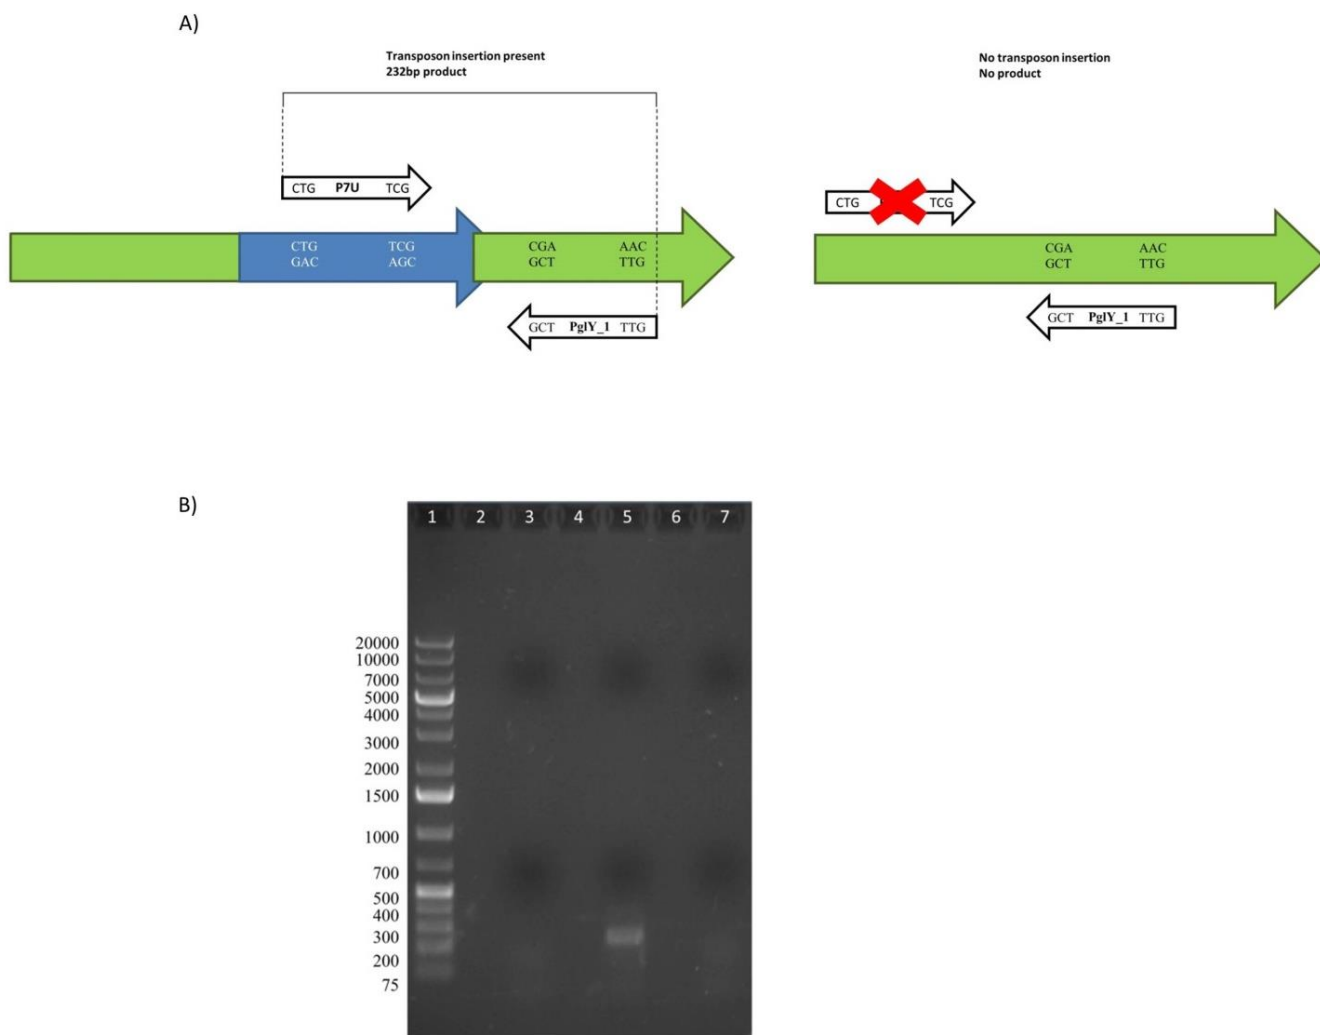 A)
Transposon insertion present
232bp product
No transposon insertion
No product
CTG P7U TCG
CTG TCG
CTG TCG
GAC AGC
CGA AAC
GCT TTG
CGA AAC
GCT TTG
GCT PglY_1 TTG
GCT PglY_1 TTG
B)
1 2 3 4 5 6 7
20000
10000
7000
5000
4000
3000
2000
1500
1000
700
500
400
300
200
75